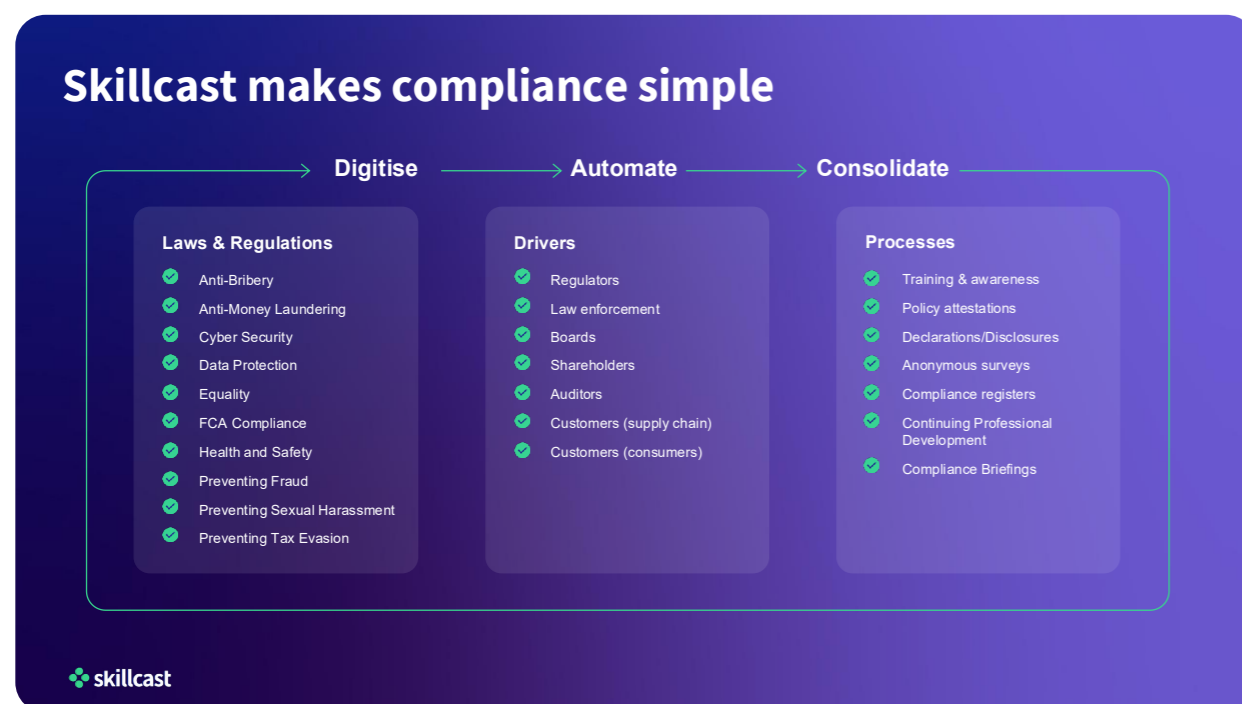 Skillcast makes compliance simple
Digitise
Automate
Consolidate
Laws & Regulations
Anti-Bribery
Anti-Money Laundering
Cyber Security
Data Protection
Equality
FCA Compliance
Health and Safety
Preventing Fraud
Preventing Sexual Harassment
Preventing Tax Evasion
Drivers
Regulators
Law enforcement
Boards
Shareholders
Auditors
Customers (supply chain)
Customers (consumers)
Processes
Training & awareness
Policy attestations
Declarations/Disclosures
Anonymous surveys
Compliance registers
Continuing Professional
Development
Compliance Briefings
skillcast